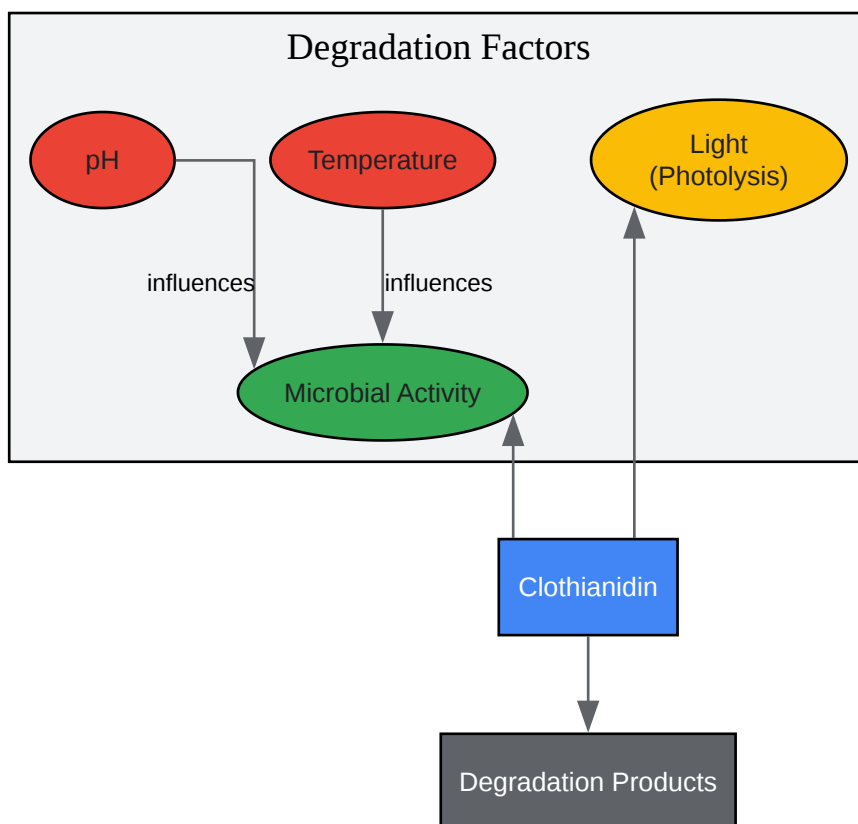 Degradation Factors
pH
Temperature
Light
(Photolysis)
influences
influences
Microbial Activity
Clothianidin
Degradation Products